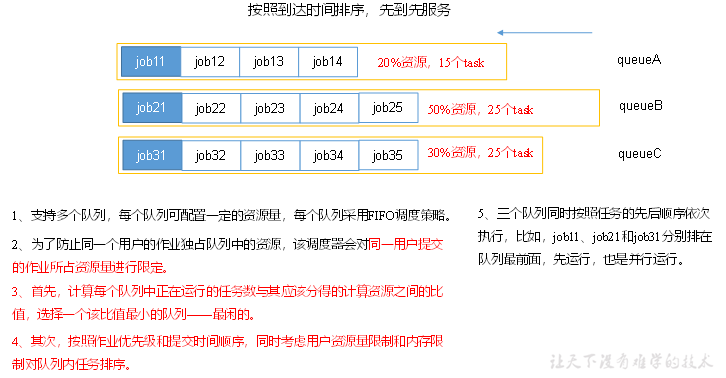 按照到达时间排序，先到先服务
job11 job12 job13 job14 20%资源，15个task queueA
job21 job22 job23 job24 job25 50%资源，25个task queueB
job31 job32 job33 job34 job35 30%资源，25个task queueC
1、支持多个队列，每个队列可配置一定的资源量，每个队列采用FIFO调度策略。
2、为了防止同一个用户的作业独占队列中的资源，该调度器会对同一用户提交
的作业所占资源量进行限定。
3、首先，计算每个队列中正在运行的任务数与其应该分得的计算资源之间的比
值，选择一个该比值最小的队列——最闲的。
4、其次，按照作业优先级和提交时间顺序，同时考虑用户资源量限制和内存限
制对队列内任务排序。
5、三个队列同时按照任务的先后顺序依次
执行，比如，job11、job21和job31分别排在
队列最前面，先运行，也是并行运行。
让天下没有难学的技术